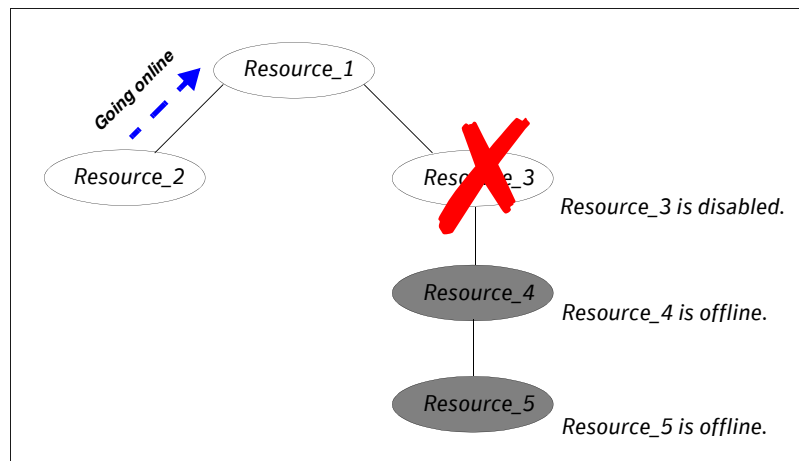 Going online
Resource_1
Resource_2
Resource_3
Resource_3 is disabled.
Resource_4
Resource_4 is offline.
Resource_5
Resource_5 is offline.